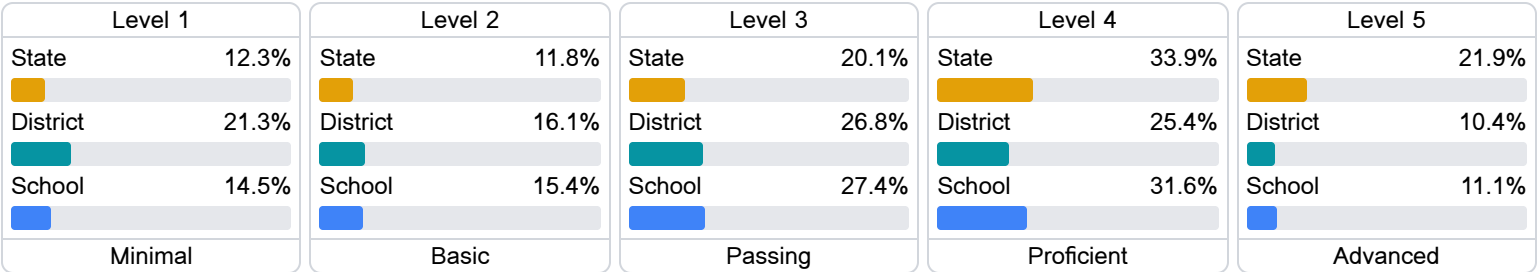 Level 1
State 12.3%
District 21.3%
School 14.5%
Minimal
Level 2
State 11.8%
District 16.1%
School 15.4%
Basic
Level 3
State 20.1%
District 26.8%
School 27.4%
Passing
Level 4
State 33.9%
District 25.4%
School 31.6%
Proficient
Level 5
State 21.9%
District 10.4%
School 11.1%
Advanced